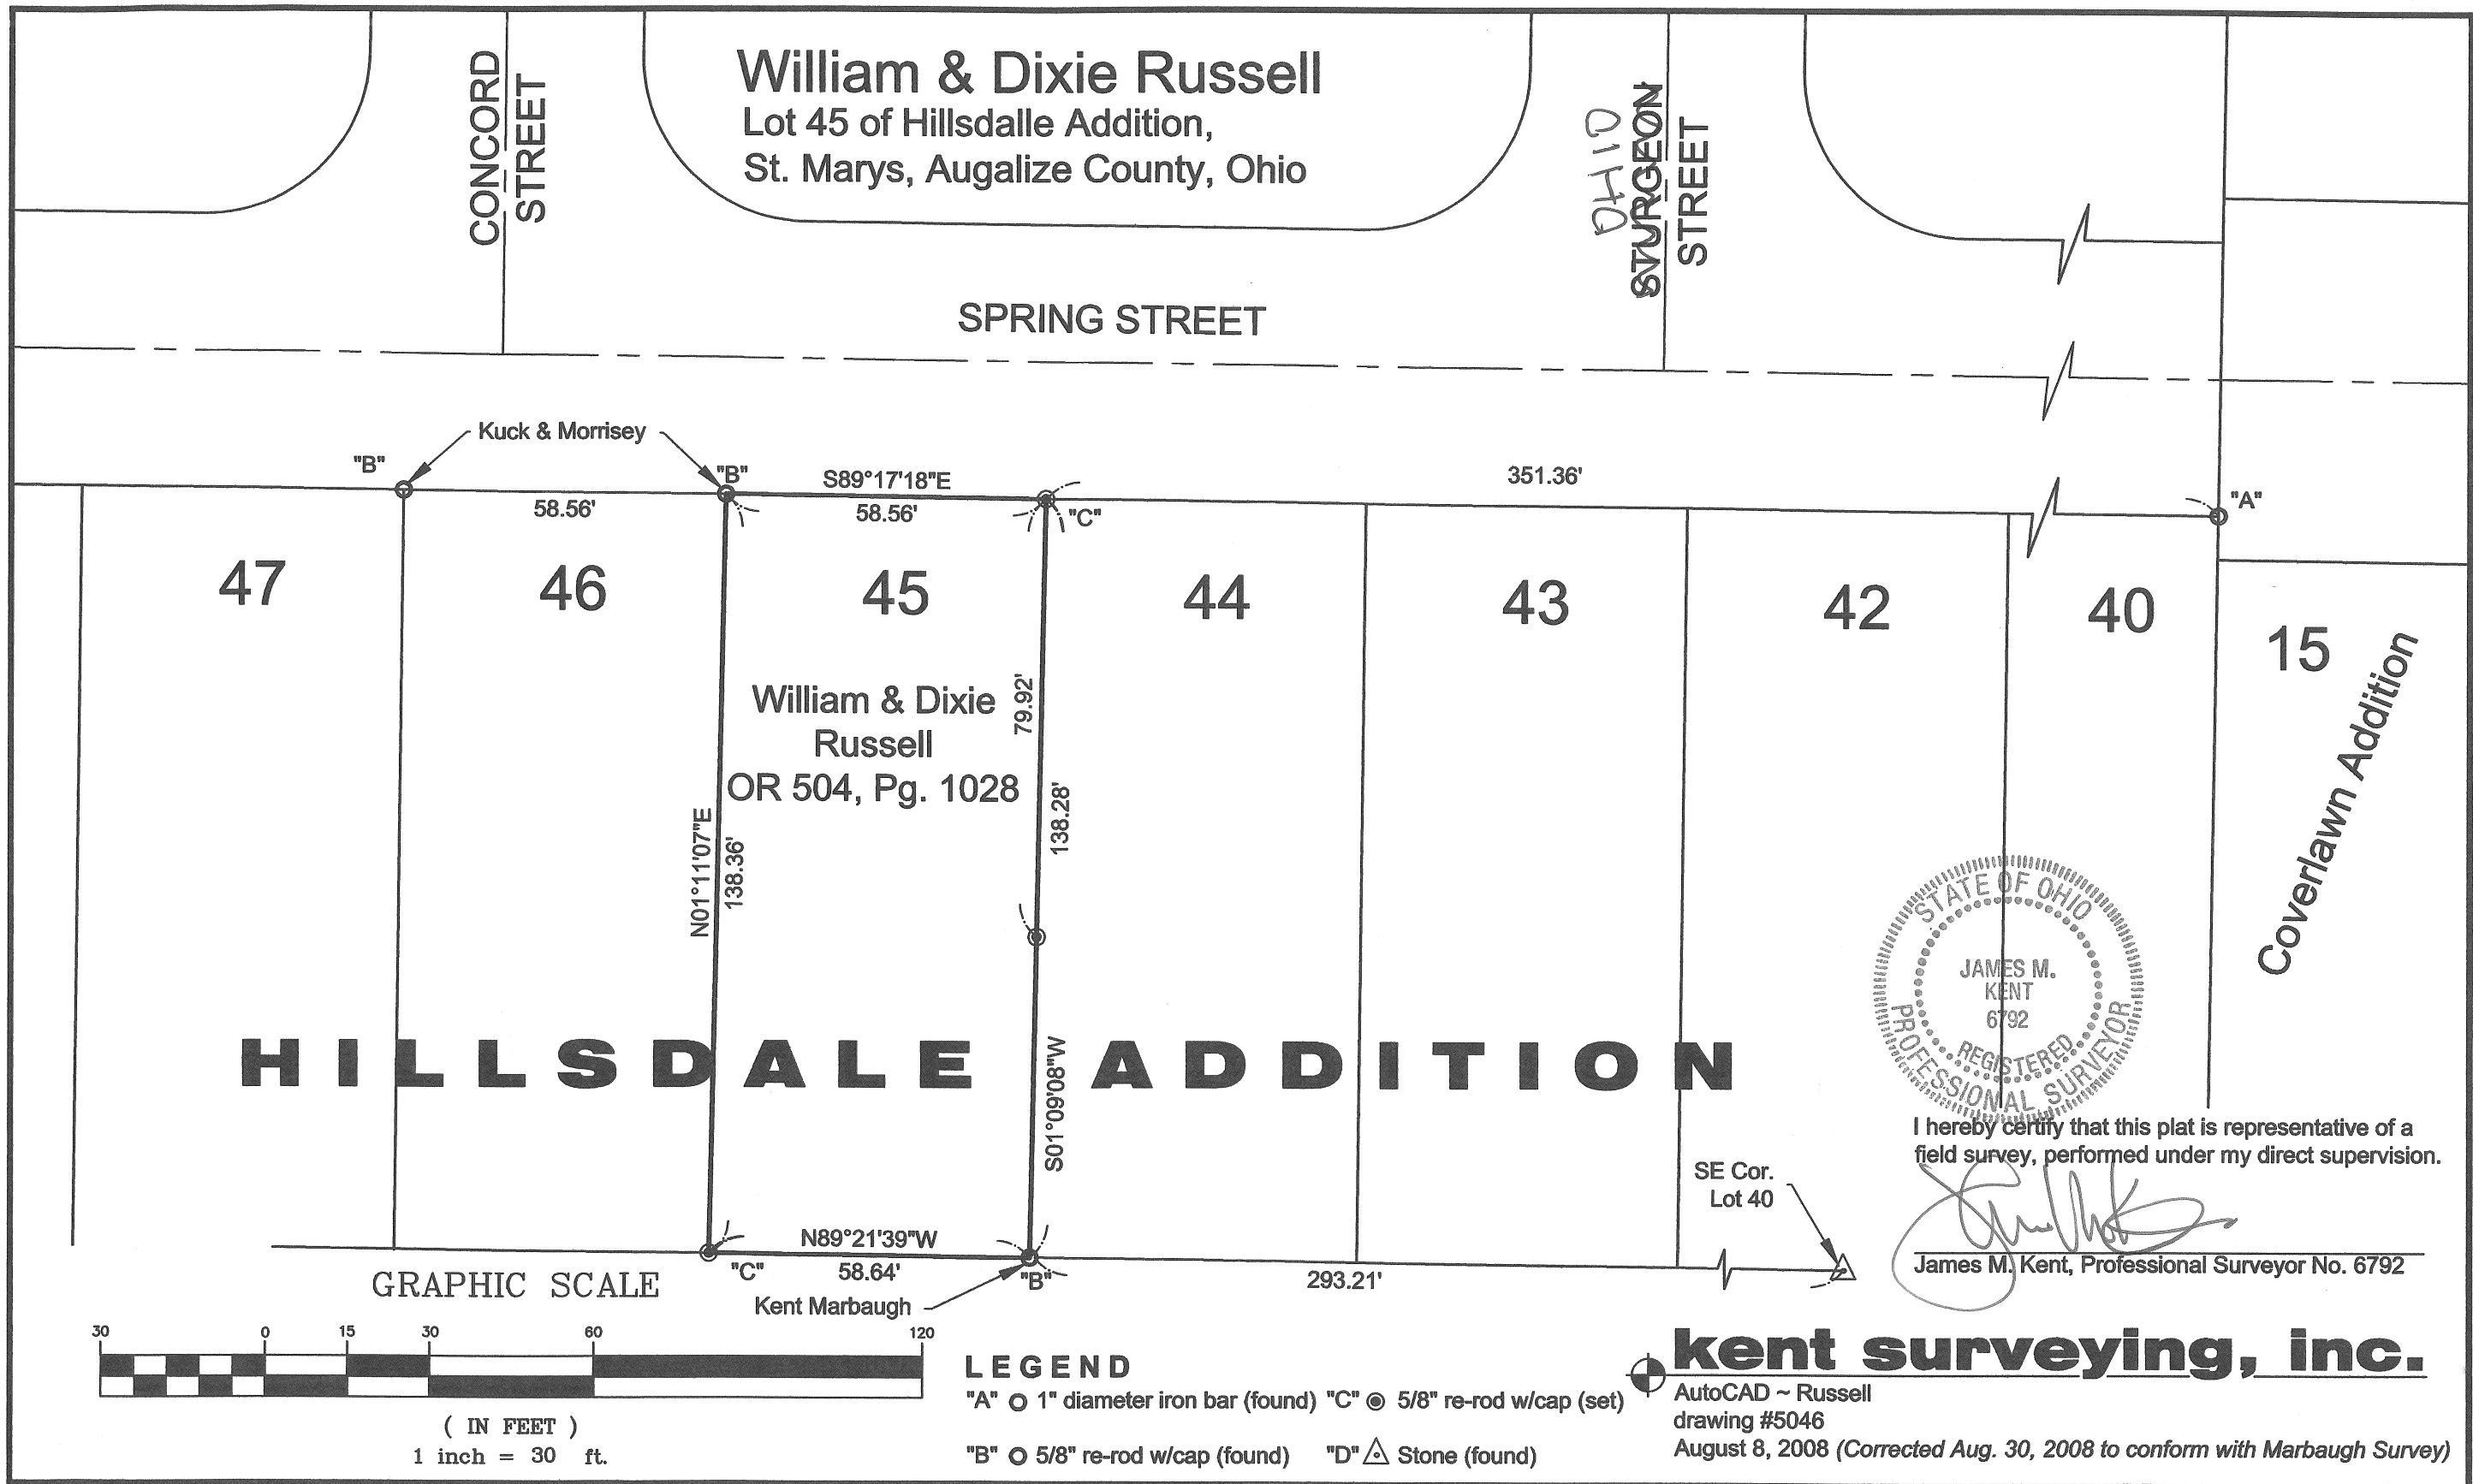 William & Dixie Russell
Lot 45 of Hillsdalle Addition,
St. Marys, Augalize County, Ohio
CONCORD
STREET
OHIO
STURGEON
STREET
SPRING STREET
Kuck & Morrisey
"B"
"B"
S89°17'18"E
351.36'
"A"
58.56'
58.56'
"C"
47
46
45
44
43
42
40
15
Coverlawn Addition
William & Dixie
Russell
OR 504, Pg. 1028
79.92'
138.28'
N01°11'07"E
138.36'
S01°09'08"W
HILLSDALE ADDITION
STATE OF OHIO
JAMES M.
KENT
6792
REGISTERED
PROFESSIONAL SURVEYOR
I hereby certify that this plat is representative of a
field survey, performed under my direct supervision.
James M. Kent, Professional Surveyor No. 6792
SE Cor.
Lot 40
N89°21'39"W
"C"
58.64'
"B"
293.21'
Kent Marbaugh
GRAPHIC SCALE
30 0 15 30 60 120
( IN FEET )
1 inch = 30 ft.
LEGEND
"A" 1" diameter iron bar (found) "C" 5/8" re-rod w/cap (set)
"B" 5/8" re-rod w/cap (found) "D" Stone (found)
kent surveying, inc.
AutoCAD ~ Russell
drawing #5046
August 8, 2008 (Corrected Aug. 30, 2008 to conform with Marbaugh Survey)